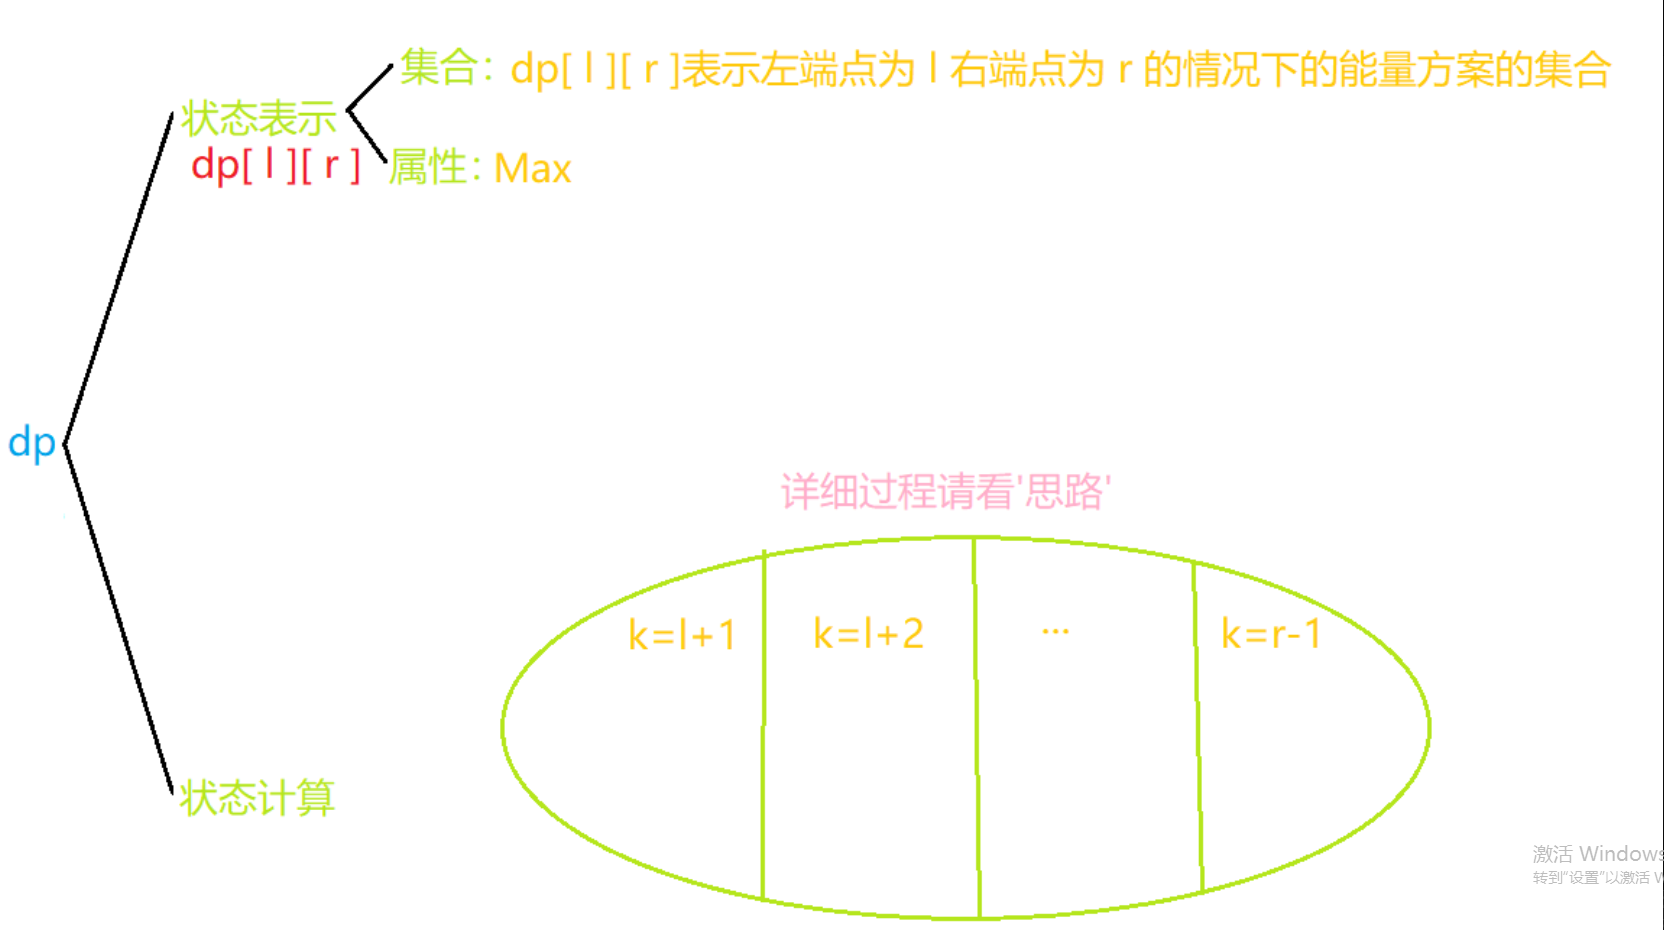 集合：dp[ l ][ r ]表示左端点为 l 右端点为 r 的情况下的能量方案的集合
状态表示
dp[ l ][ r ]
属性：Max
dp
详细过程请看'思路'
k=l+1 k=l+2 ... k=r-1
状态计算
激活 Windows
转到"设置"以激活 W